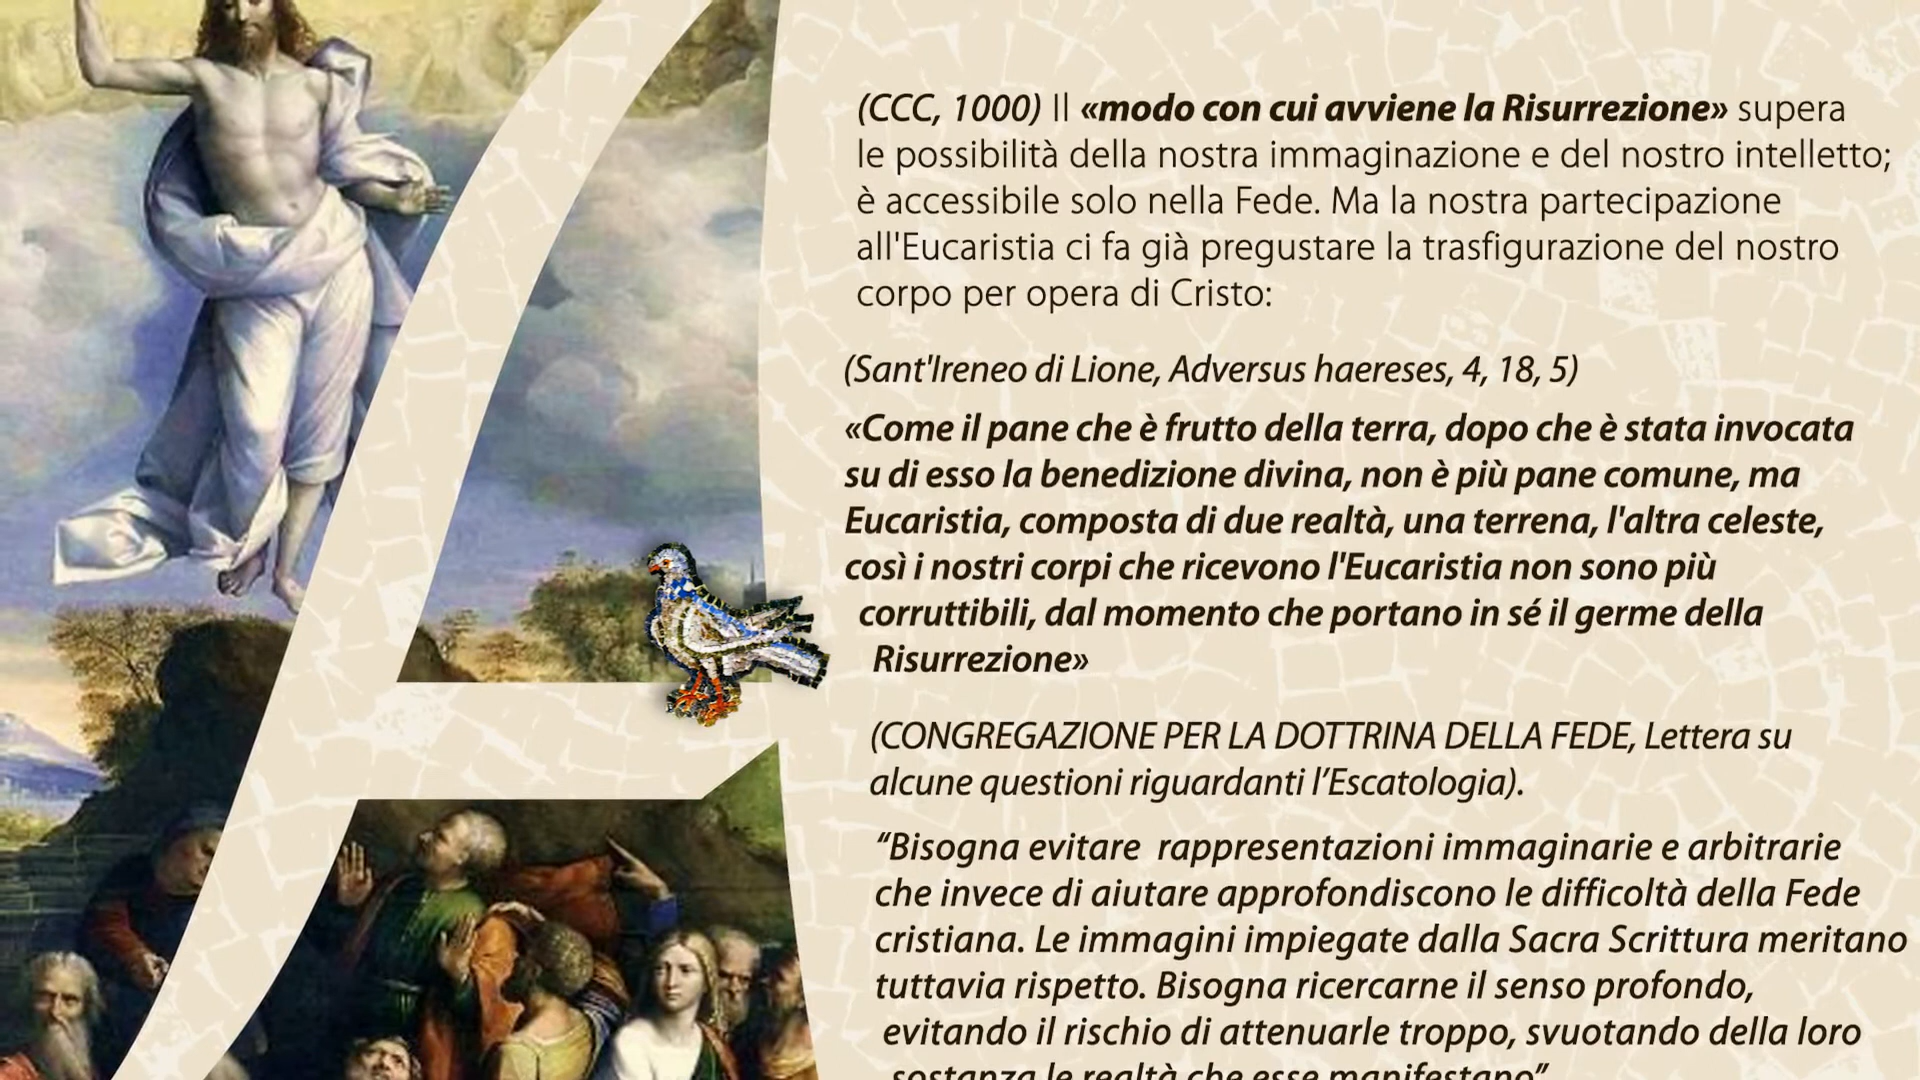 (CCC, 1000) Il «modo con cui avviene la Risurrezione» supera
le possibilità della nostra immaginazione e del nostro intelletto;
è accessibile solo nella Fede. Ma la nostra partecipazione
all'Eucaristia ci fa già pregustare la trasfigurazione del nostro
corpo per opera di Cristo:
(Sant'Ireneo di Lione, Adversus haereses, 4, 18, 5)
«Come il pane che è frutto della terra, dopo che è stata invocata
su di esso la benedizione divina, non è più pane comune, ma
Eucaristia, composta di due realtà, una terrena, l'altra celeste,
così i nostri corpi che ricevono l'Eucaristia non sono più
corruttibili, dal momento che portano in sé il germe della
Risurrezione»
(CONGREGAZIONE PER LA DOTTRINA DELLA FEDE, Lettera su
alcune questioni riguardanti l’Escatologia).
“Bisogna evitare  rappresentazioni immaginarie e arbitrarie
che invece di aiutare approfondiscono le difficoltà della Fede
cristiana. Le immagini impiegate dalla Sacra Scrittura meritano
tuttavia rispetto. Bisogna ricercarne il senso profondo,
evitando il rischio di attenuarle troppo, svuotando della loro
sostanza le realtà che esse manifestano”